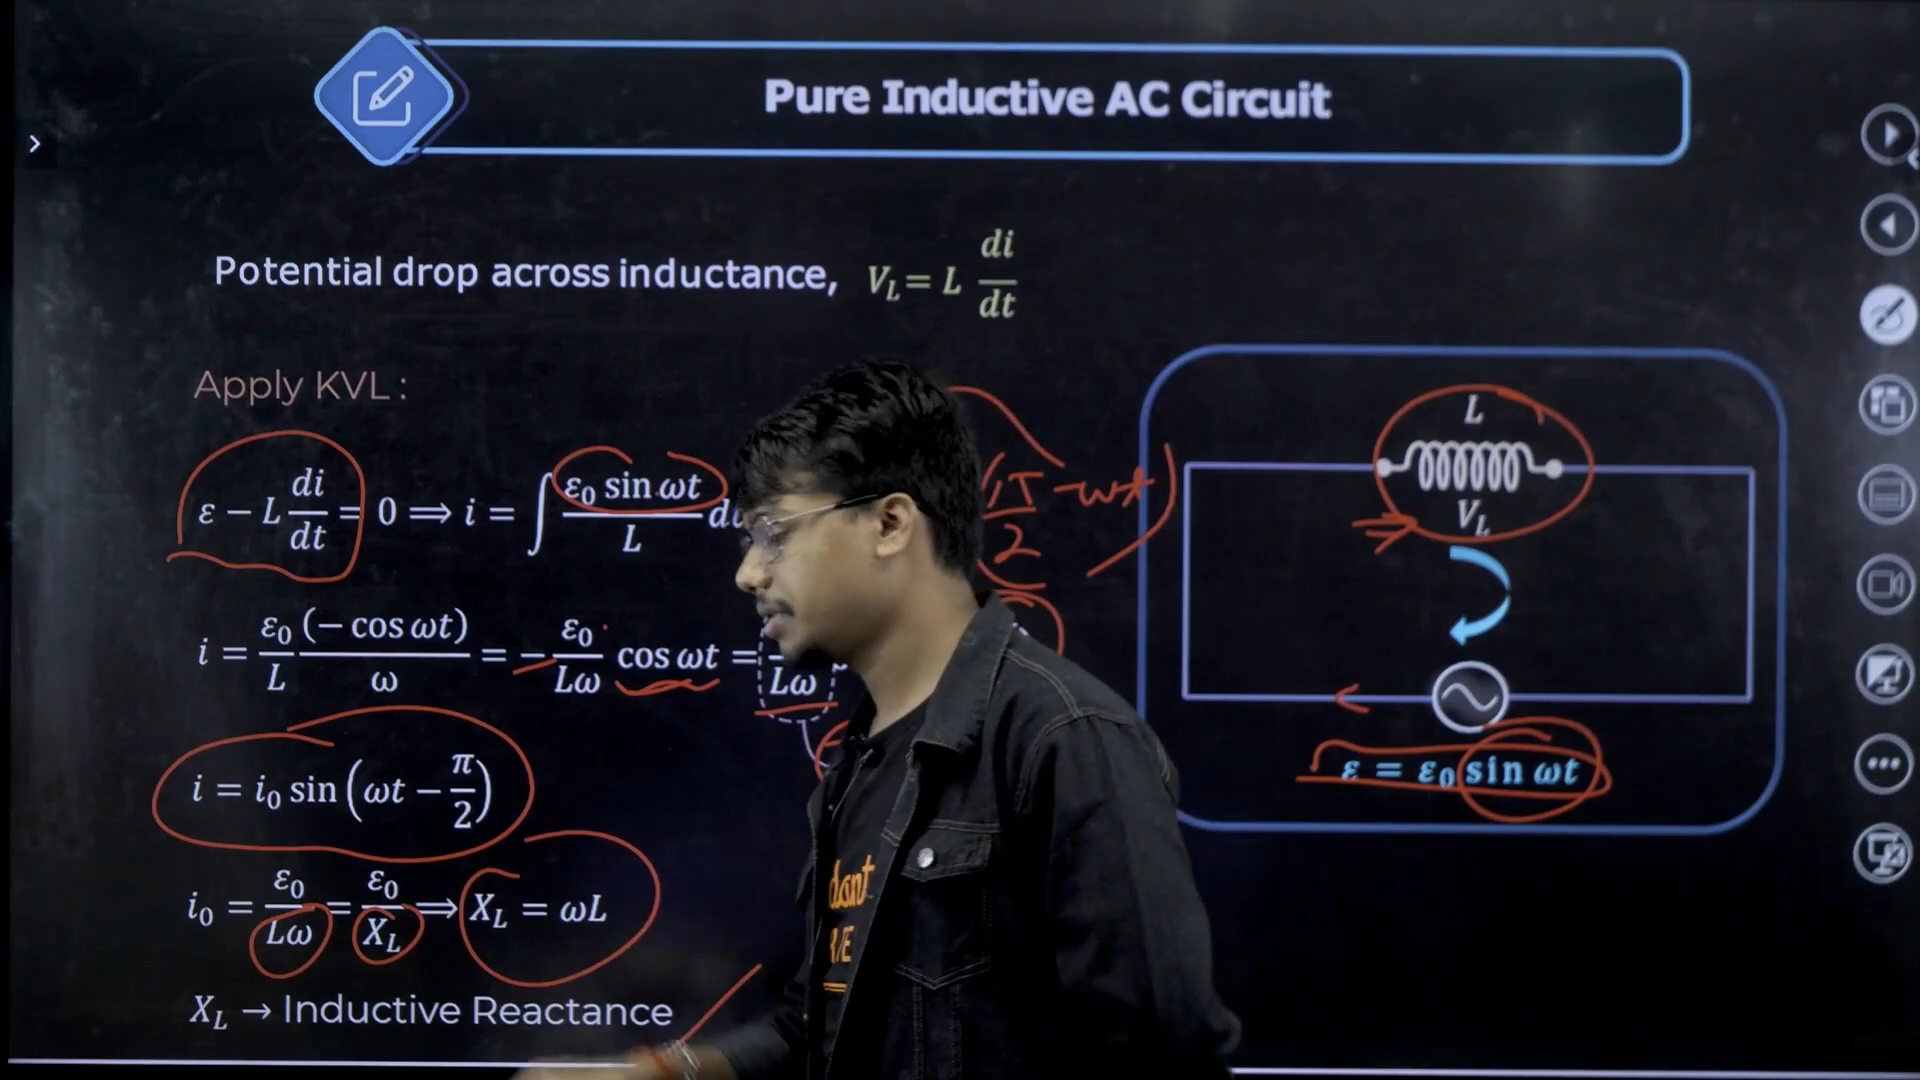 Pure Inductive AC Circuit
Potential drop across inductance, V_L = L di/dt
Apply KVL :
ε − L di/dt = 0 ⟹ i = ∫ ε₀ sin ωt / L
π/2 − ωt
i = ε₀/L (− cos ωt)/ω = − ε₀/Lω cos ωt = Lω
i = i₀ sin (ωt − π/2)
i₀ = ε₀/Lω = ε₀/X_L ⟹ X_L = ωL
X_L → Inductive Reactance
L
V_L
ε = ε₀ sin ωt